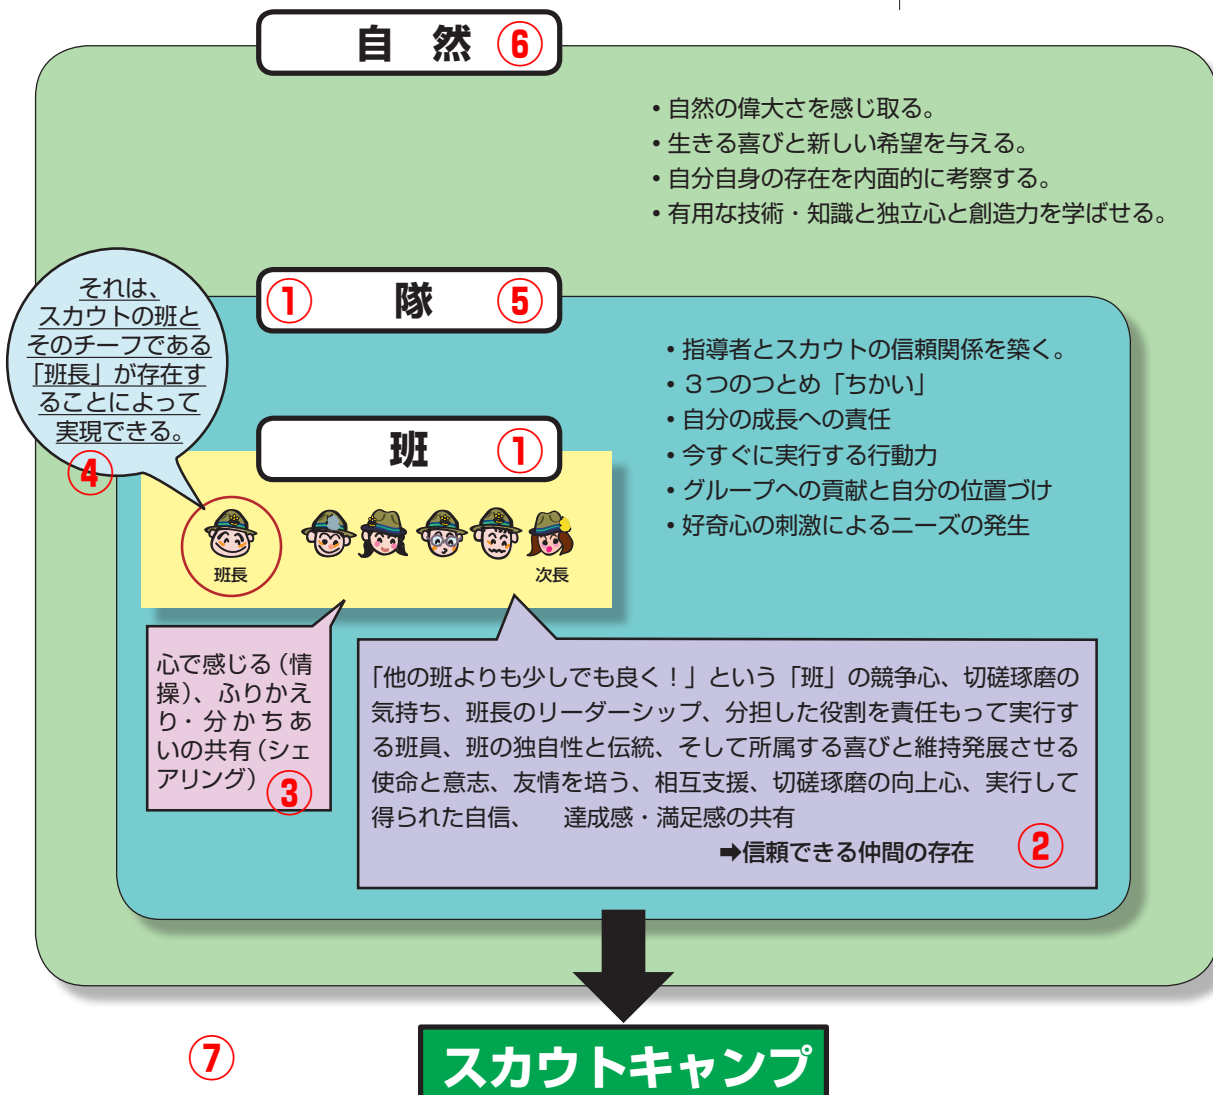 自 然 ⑥
・自然の偉大さを感じ取る。
・生きる喜びと新しい希望を与える。
・自分自身の存在を内面的に考察する。
・有用な技術・知識と独立心と創造力を学ばせる。
それは、
スカウトの班と
そのチーフである
「班長」が存在す
ることによって
実現できる。
④
① 隊 ⑤
・指導者とスカウトの信頼関係を築く。
・３つのつとめ「ちかい」
・自分の成長への責任
・今すぐに実行する行動力
・グループへの貢献と自分の位置づけ
・好奇心の刺激によるニーズの発生
班 ①
班長
次長
心で感じる（情
操）、ふりかえ
り・分かちあ
いの共有（シェ
アリング）
③
「他の班よりも少しでも良く！」という「班」の競争心、切磋琢磨の
気持ち、班長のリーダーシップ、分担した役割を責任もって実行す
る班員、班の独自性と伝統、そして所属する喜びと維持発展させる
使命と意志、友情を培う、相互支援、切磋琢磨の向上心、実行して
得られた自信、　達成感・満足感の共有
➡信頼できる仲間の存在 ②
⑦
スカウトキャンプ